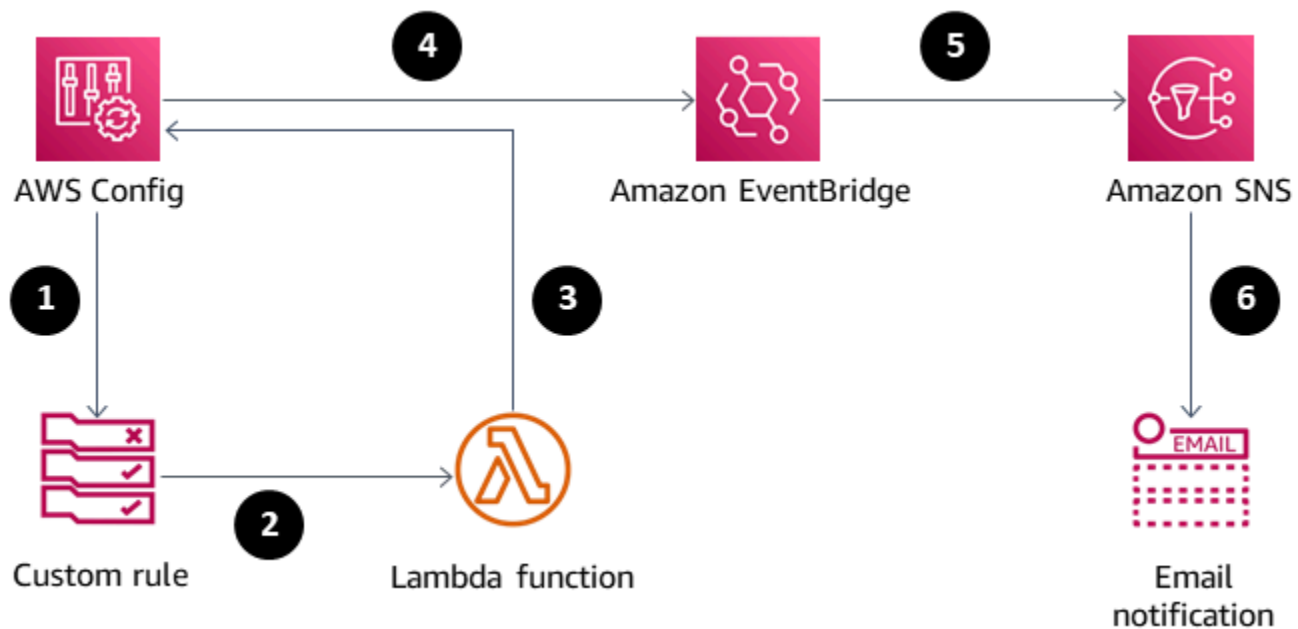 4
5
AWS Config
Amazon EventBridge
Amazon SNS
1
3
6
EMAIL
2
Custom rule
Lambda function
Email
notification